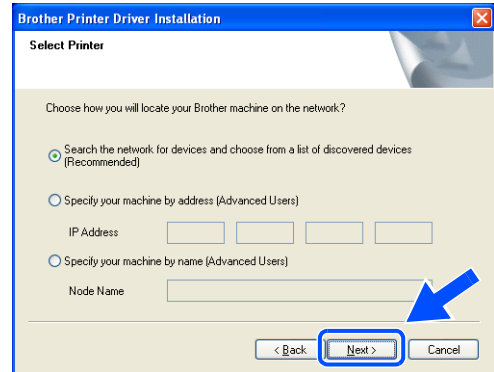 Brother Printer Driver Installation
Select Printer
Choose how you will locate your Brother machine on the network?
Search the network for devices and choose from a list of discovered devices
(Recommended)
Specify your machine by address (Advanced Users)
IP Address
Specify your machine by name (Advanced Users)
Node Name
< Back Next > Cancel